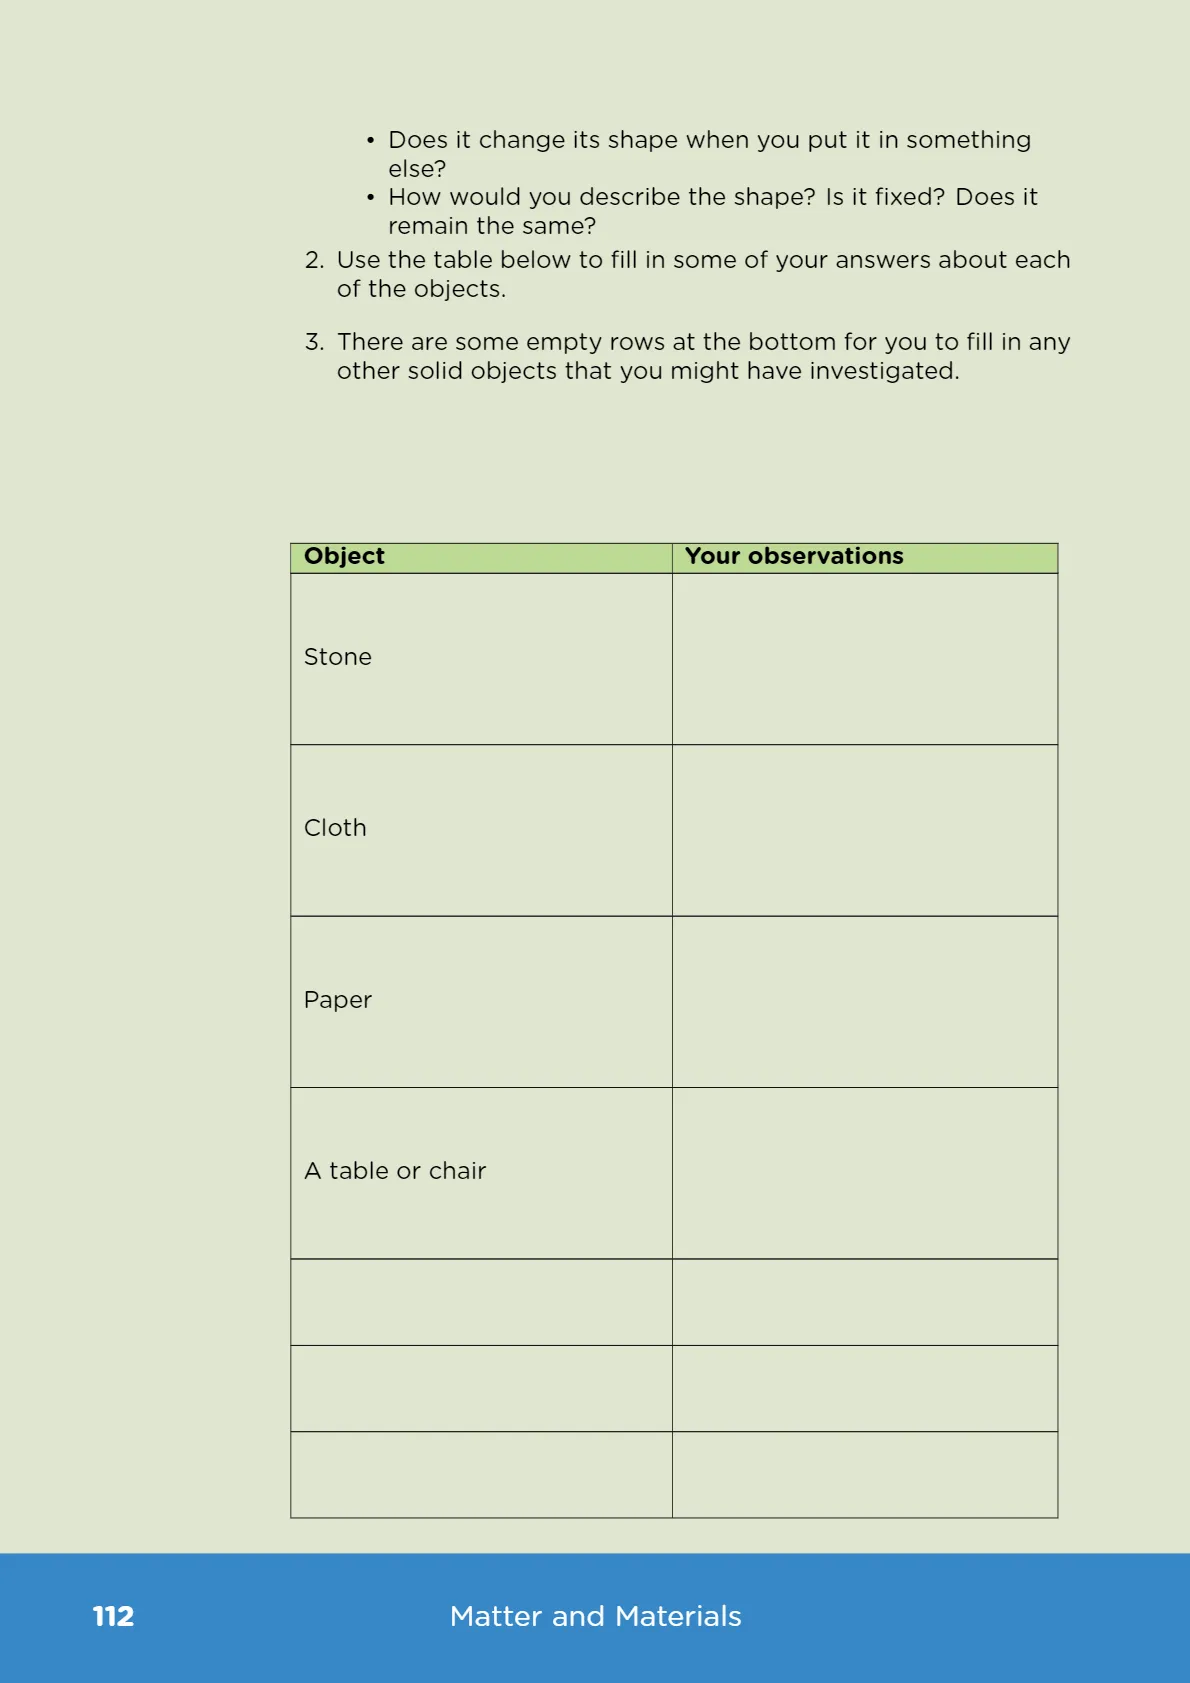 • Does it change its shape when you put it in something
else?
• How would you describe the shape? Is it fixed? Does it
remain the same?
2. Use the table below to fill in some of your answers about each
of the objects.
3. There are some empty rows at the bottom for you to fill in any
other solid objects that you might have investigated.
Object Your observations
Stone
Cloth
Paper
A table or chair
112 Matter and Materials